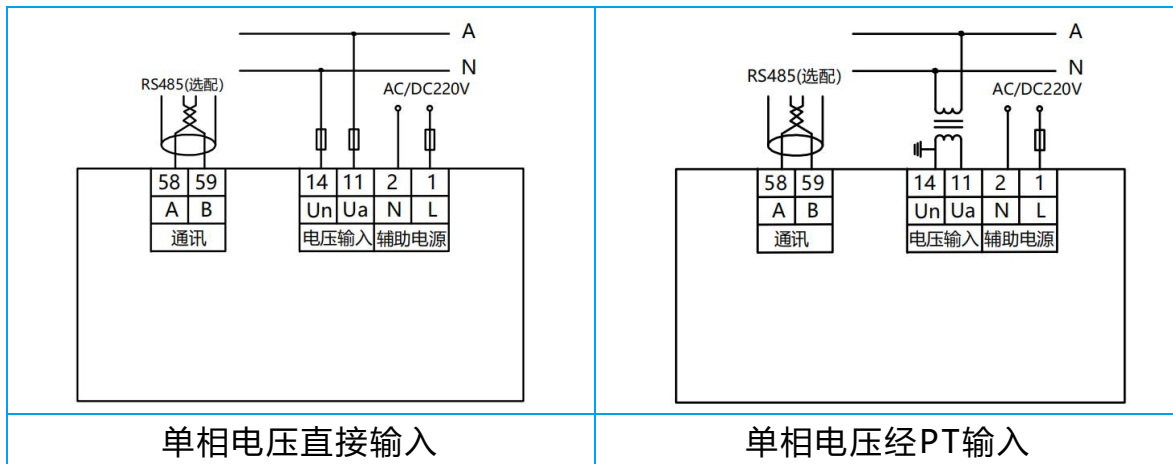 A
N
RS485(选配)
AC/DC220V
58 59 14 11 2 1
A B Un Ua N L
通讯 电压输入 辅助电源
单相电压直接输入
A
N
RS485(选配)
AC/DC220V
58 59 14 11 2 1
A B Un Ua N L
通讯 电压输入 辅助电源
单相电压经PT输入